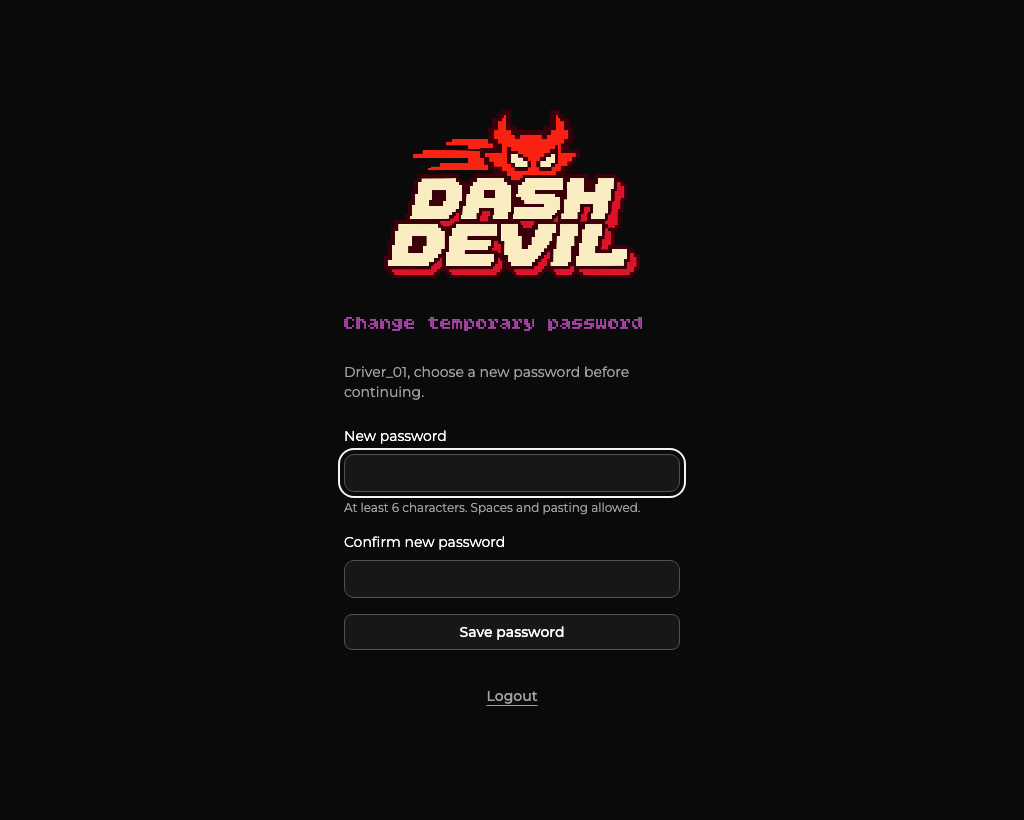 DASH
DEVIL
Change temporary password
Driver_01, choose a new password before
continuing.
New password
At least 6 characters. Spaces and pasting allowed.
Confirm new password
Save password
Logout